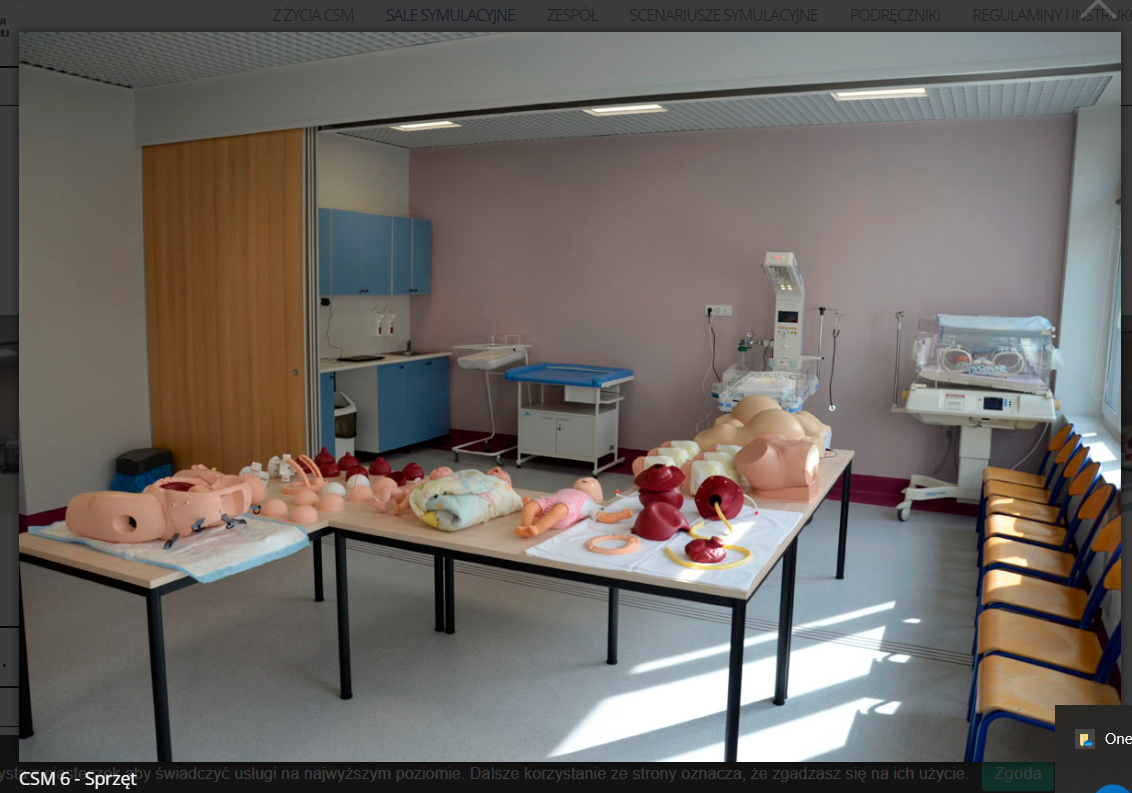 Z ŻYCIA CSM SALE SYMULACYJNE ZESPÓŁ SCENARIUSZE SYMULACYJNE PODRĘCZNIKI REGULAMINY I
One
aby świadczyć usługi na najwyższym poziomie. Dalsze korzystanie ze strony oznacza, że zgadzasz się na ich użycie. Zgoda
CSM 6 - Sprzęt